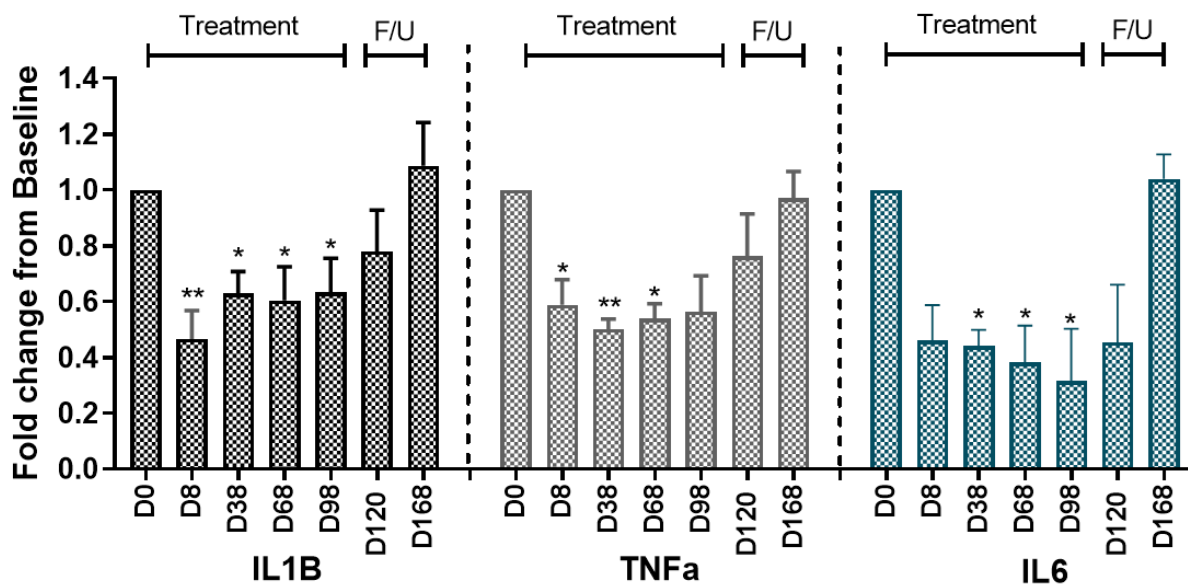 Treatment F/U Treatment F/U Treatment F/U
Fold change from Baseline
1.4
1.2
1.0
0.8
0.6
0.4
0.2
0.0
** * * *
* ** *
* * *
D0 D8 D38 D68 D98 D120 D168
D0 D8 D38 D68 D98 D120 D168
D0 D8 D38 D68 D98 D120 D168
IL1B TNFa IL6